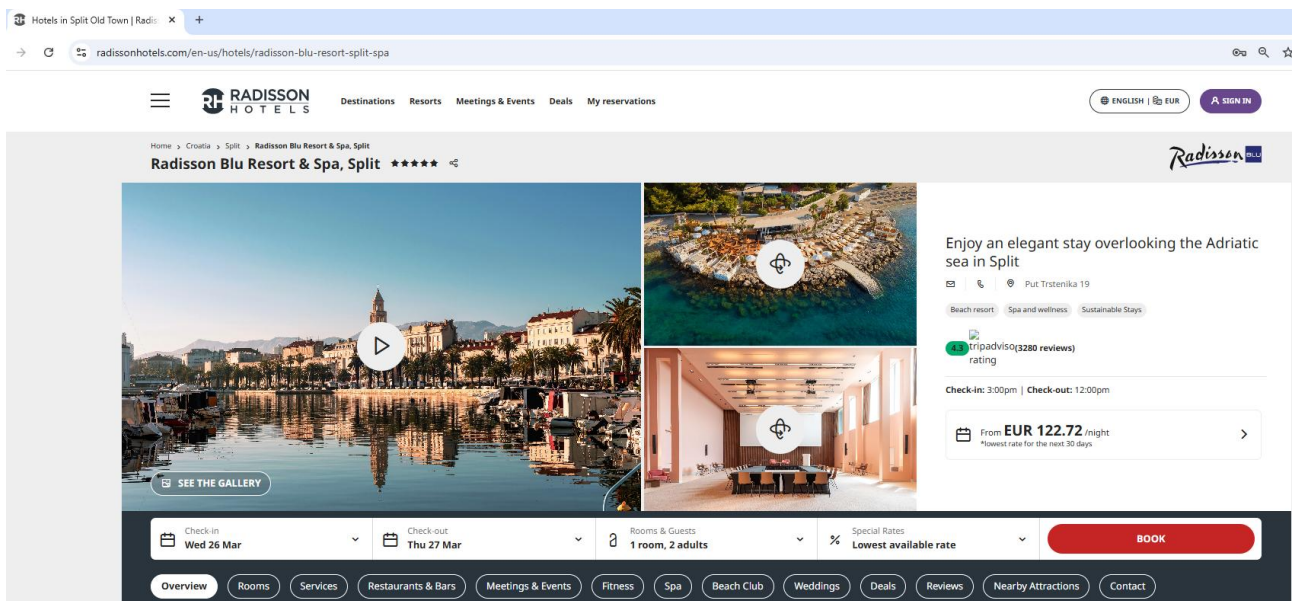 Hotels in Split Old Town | Radis
radissonhotels.com/en-us/hotels/radisson-blu-resort-split-spa
RH RADISSON HOTELS
Destinations Resorts Meetings & Events Deals My reservations
ENGLISH | EUR
SIGN IN
Home > Croatia > Split > Radisson Blu Resort & Spa, Split
Radisson Blu Resort & Spa, Split
Radisson BLU
Enjoy an elegant stay overlooking the Adriatic
sea in Split
Put Trstenika 19
Beach resort Spa and wellness Sustainable Stays
4.3 tripadviso (3280 reviews)
rating
Check-in: 3:00pm | Check-out: 12:00pm
From EUR 122.72 /night
*lowest rate for the next 30 days
SEE THE GALLERY
Check-in
Wed 26 Mar
Check-out
Thu 27 Mar
Rooms & Guests
1 room, 2 adults
Special Rates
Lowest available rate
BOOK
Overview Rooms Services Restaurants & Bars Meetings & Events Fitness Spa Beach Club Weddings Deals Reviews Nearby Attractions Contact